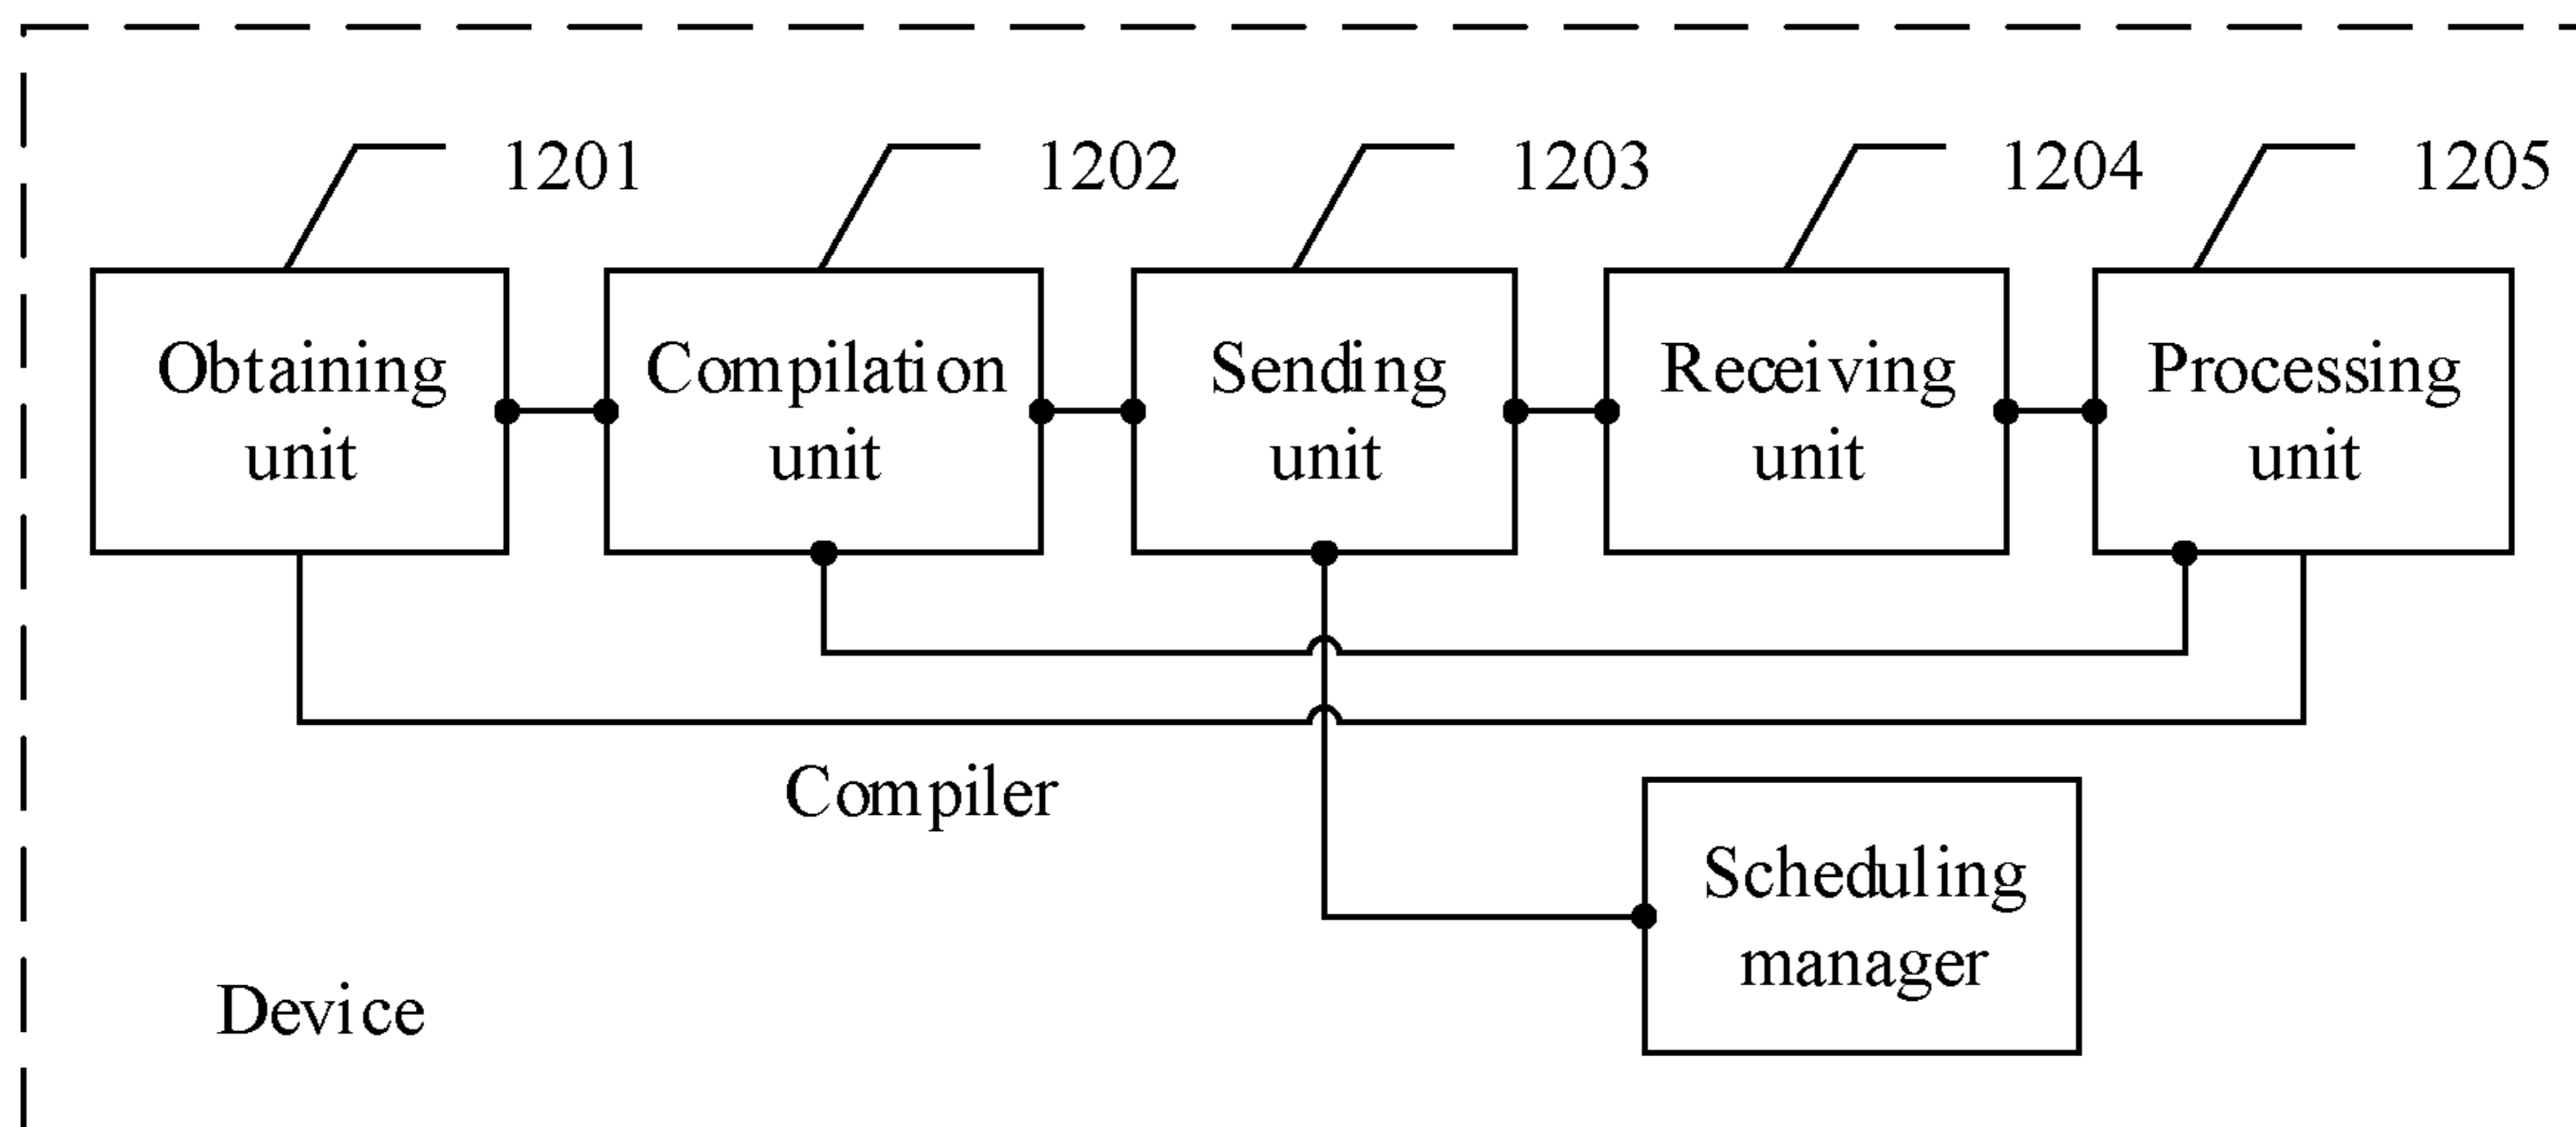 1201
1202
1203
1204
1205
Obtaining
unit
Compilation
unit
Sending
unit
Receiving
unit
Processing
unit
Compiler
Scheduling
manager
Device